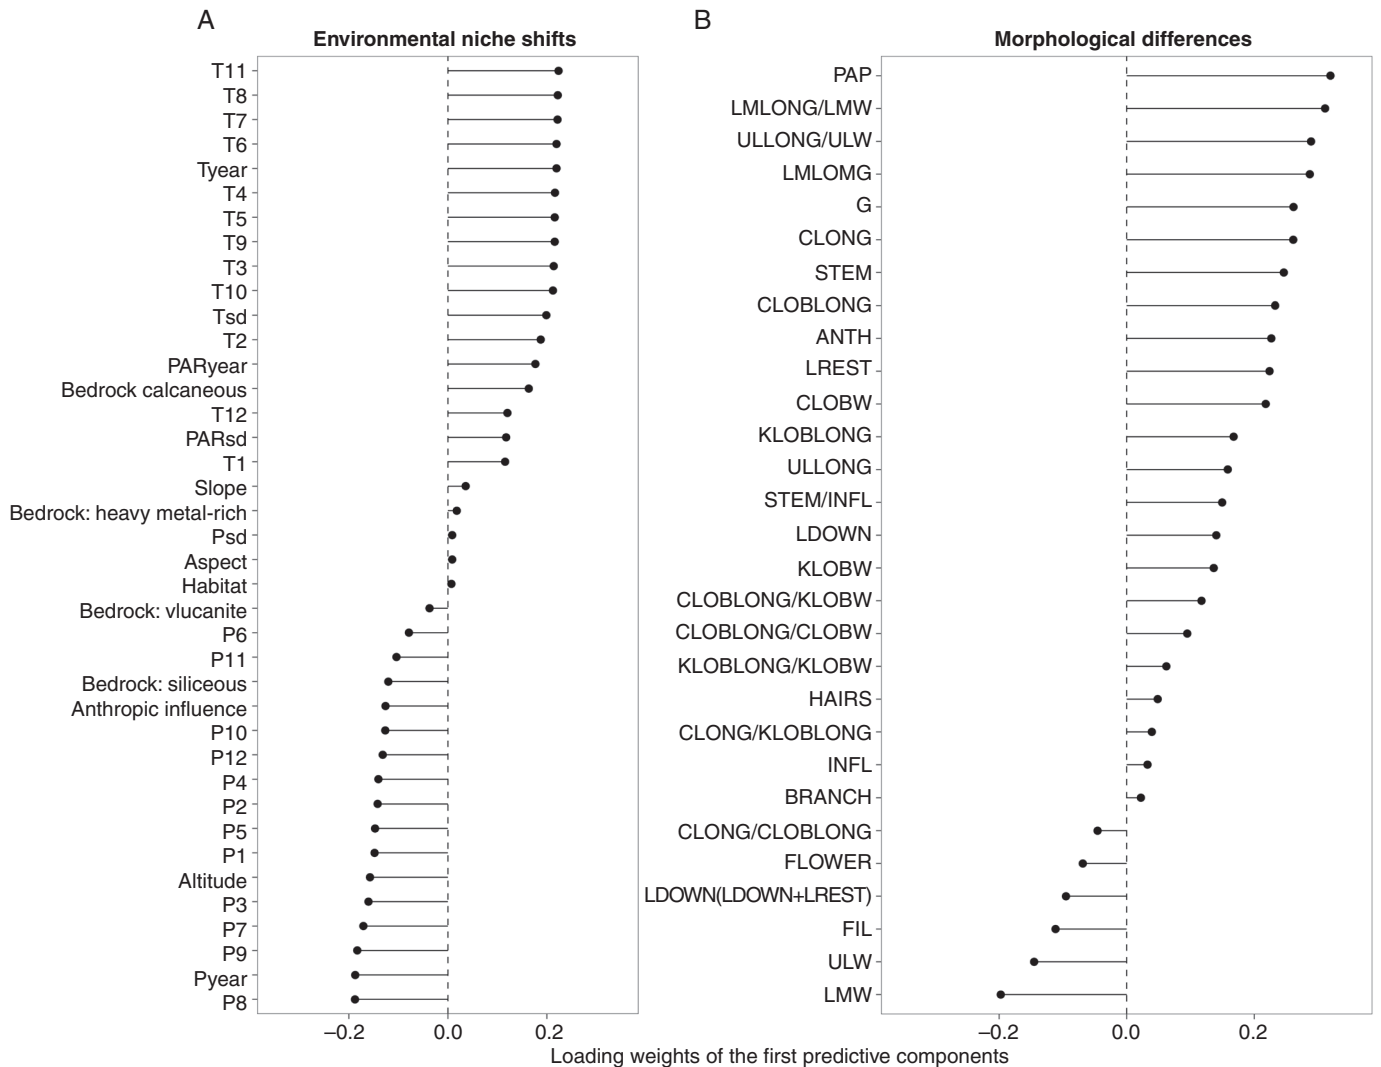 A
Environmental niche shifts
T11
T8
T7
T6
Tyear
T4
T5
T9
T3
T10
Tsd
T2
PARyear
Bedrock calcaneous
T12
PARsd
T1
Slope
Bedrock: heavy metal-rich
Psd
Aspect
Habitat
Bedrock: vlucanite
P6
P11
Bedrock: siliceous
Anthropic influence
P10
P12
P4
P2
P5
P1
Altitude
P3
P7
P9
Pyear
P8
−0.2 0.0 0.2
B
Morphological differences
PAP
LMLONG/LMW
ULLONG/ULW
LMLOMG
G
CLONG
STEM
CLOBLONG
ANTH
LREST
CLOBW
KLOBLONG
ULLONG
STEM/INFL
LDOWN
KLOBW
CLOBLONG/KLOBW
CLOBLONG/CLOBW
KLOBLONG/KLOBW
HAIRS
CLONG/KLOBLONG
INFL
BRANCH
CLONG/CLOBLONG
FLOWER
LDOWN(LDOWN+LREST)
FIL
ULW
LMW
−0.2 0.0 0.2
Loading weights of the first predictive components